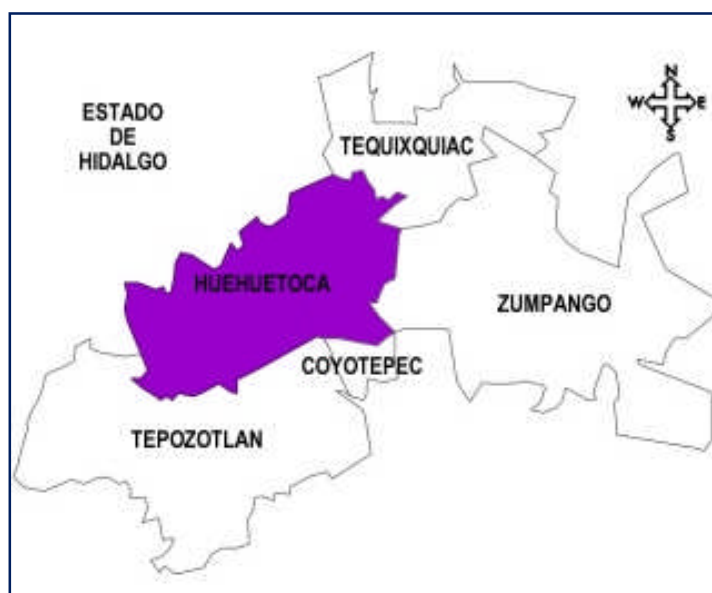 ESTADO
DE
HIDALGO
N
W E
S
TEQUIXQUIAC
HUEHUETOCA
ZUMPANGO
COYOTEPEC
TEPOZOTLAN